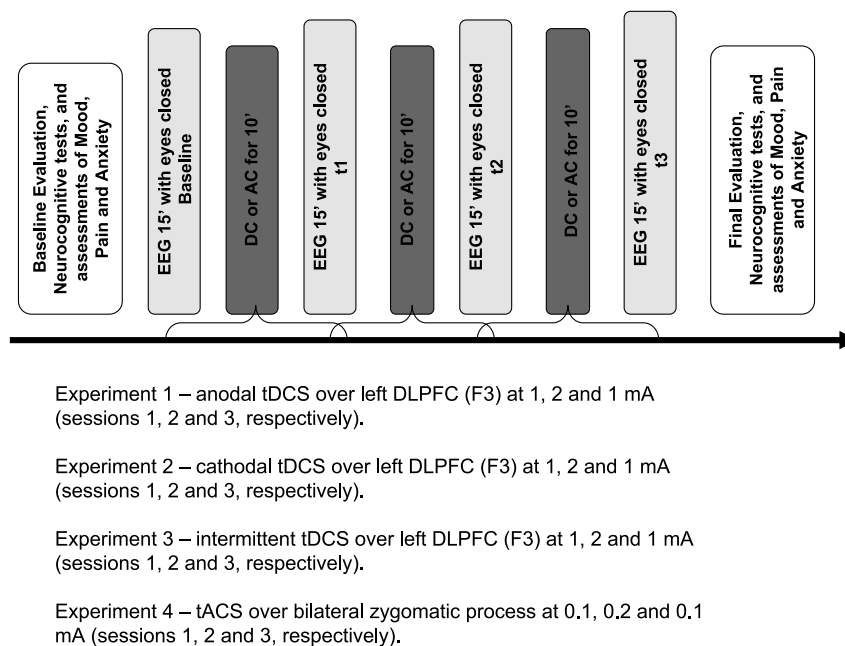 Baseline Evaluation,
Neurocognitive tests, and
assessments of Mood,
Pain and Anxiety
EEG 15’ with eyes closed
Baseline
DC or AC for 10’
EEG 15’ with eyes closed
t1
DC or AC for 10’
EEG 15’ with eyes closed
t2
DC or AC for 10’
EEG 15’ with eyes closed
t3
Final Evaluation,
Neurocognitive tests, and
assessments of Mood, Pain
and Anxiety
Experiment 1 – anodal tDCS over left DLPFC (F3) at 1, 2 and 1 mA
(sessions 1, 2 and 3, respectively).
Experiment 2 – cathodal tDCS over left DLPFC (F3) at 1, 2 and 1 mA
(sessions 1, 2 and 3, respectively).
Experiment 3 – intermittent tDCS over left DLPFC (F3) at 1, 2 and 1 mA
(sessions 1, 2 and 3, respectively).
Experiment 4 – tACS over bilateral zygomatic process at 0.1, 0.2 and 0.1
mA (sessions 1, 2 and 3, respectively).